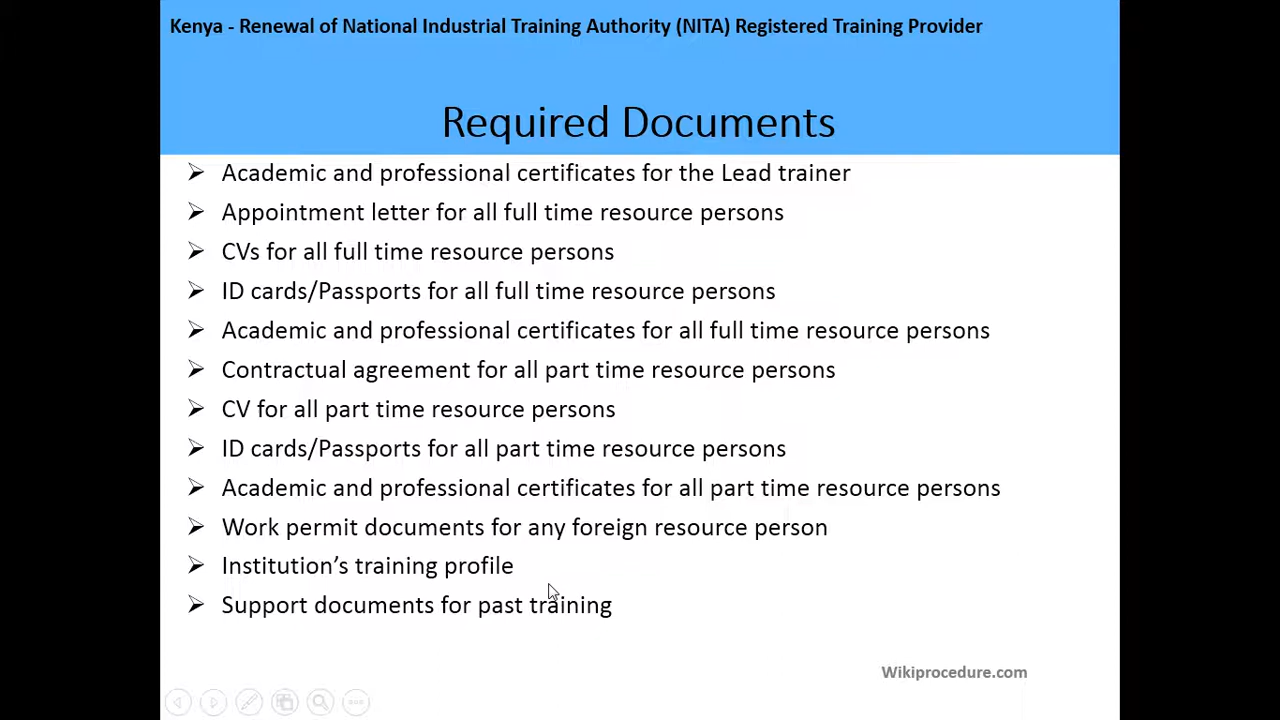 Kenya - Renewal of National Industrial Training Authority (NITA) Registered Training Provider
Required Documents
Academic and professional certificates for the Lead trainer
Appointment letter for all full time resource persons
CVs for all full time resource persons
ID cards/Passports for all full time resource persons
Academic and professional certificates for all full time resource persons
Contractual agreement for all part time resource persons
CV for all part time resource persons
ID cards/Passports for all part time resource persons
Academic and professional certificates for all part time resource persons
Work permit documents for any foreign resource person
Institution’s training profile
Support documents for past training
Wikiprocedure.com